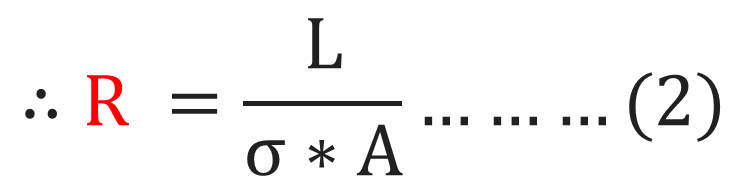 ∴ R = L / σ * A ... ... ... (2)